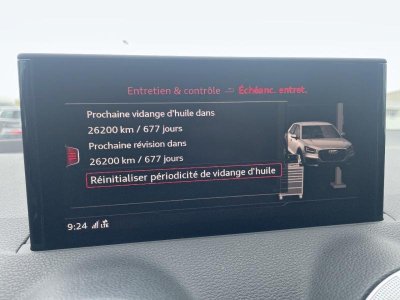 Entretien & contrôle Échéanc. entret.
Prochaine vidange d'huile dans
26200 km / 677 jours
Prochaine révision dans
26200 km / 677 jours
Réinitialiser périodicité de vidange d'huile
9:24 LTE